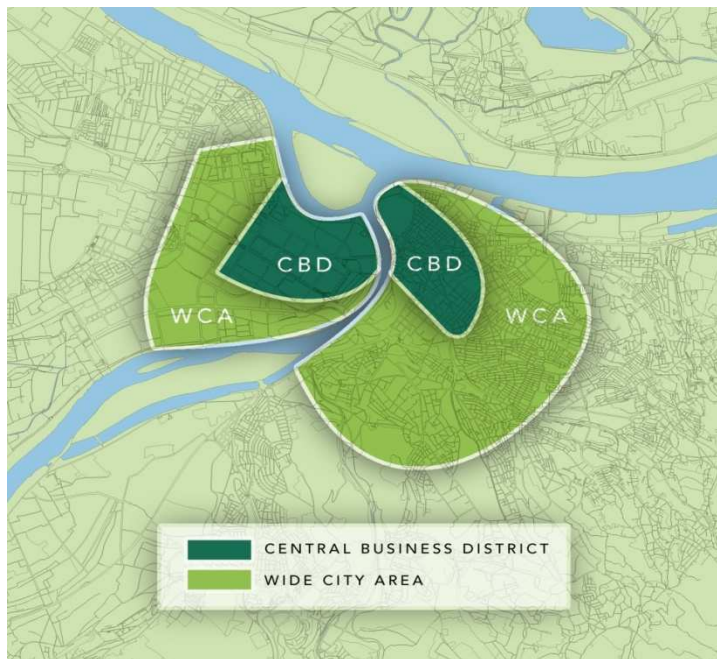 CBD
CBD
WCA
WCA
CENTRAL BUSINESS DISTRICT
WIDE CITY AREA